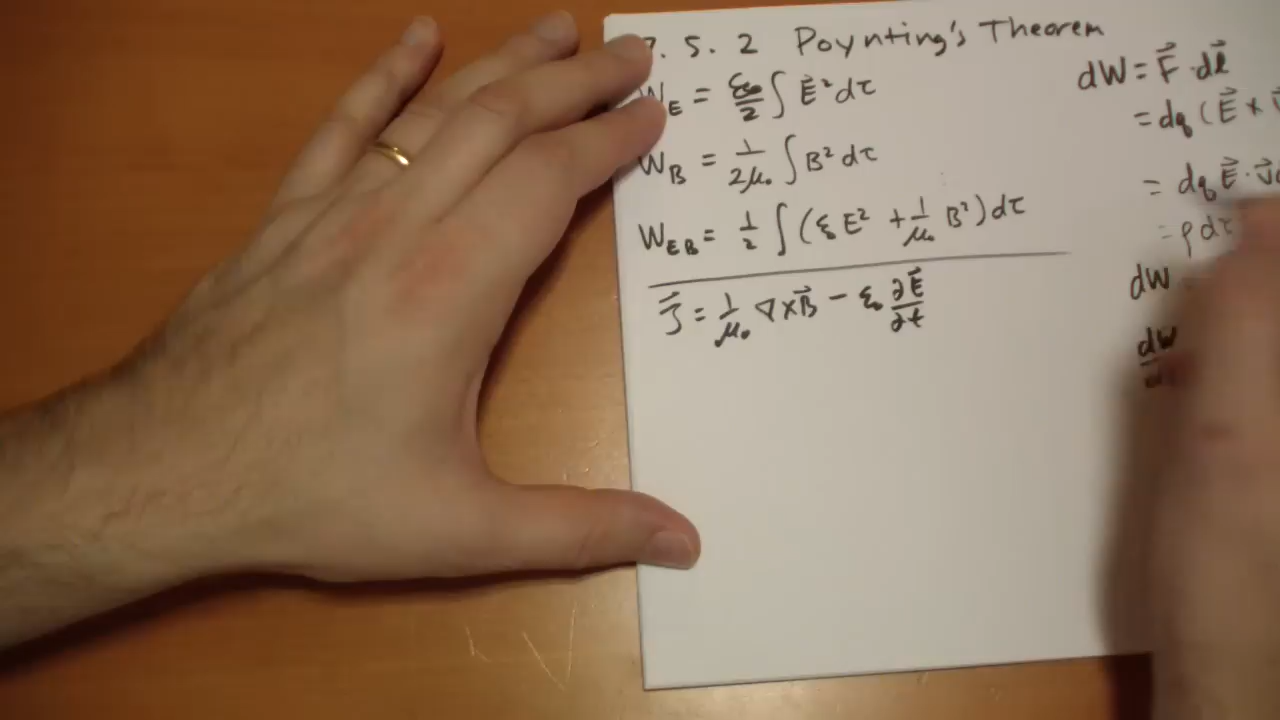 7.5.2 Poynting's Theorem
W_E = ε₀/2 ∫ E⃗² dτ
W_B = 1/2μ₀ ∫ B² dτ
W_EB = 1/2 ∫ (ε₀E² + 1/μ₀ B²) dτ
J⃗ = 1/μ₀ ∇×B⃗ − ε₀ ∂E⃗/∂t
dW = F⃗ · dl⃗
= dq (E⃗ ×
= dq E⃗ · v⃗
= ρ dτ
dW
dW